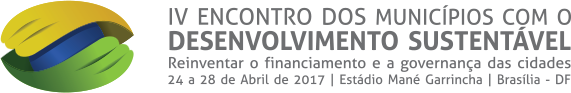 IV ENCONTRO DOS MUNICÍPIOS COM O
DESENVOLVIMENTO SUSTENTÁVEL
Reinventar o financiamento e a governança das cidades
24 a 28 de Abril de 2017 | Estádio Mané Garrincha | Brasília - DF